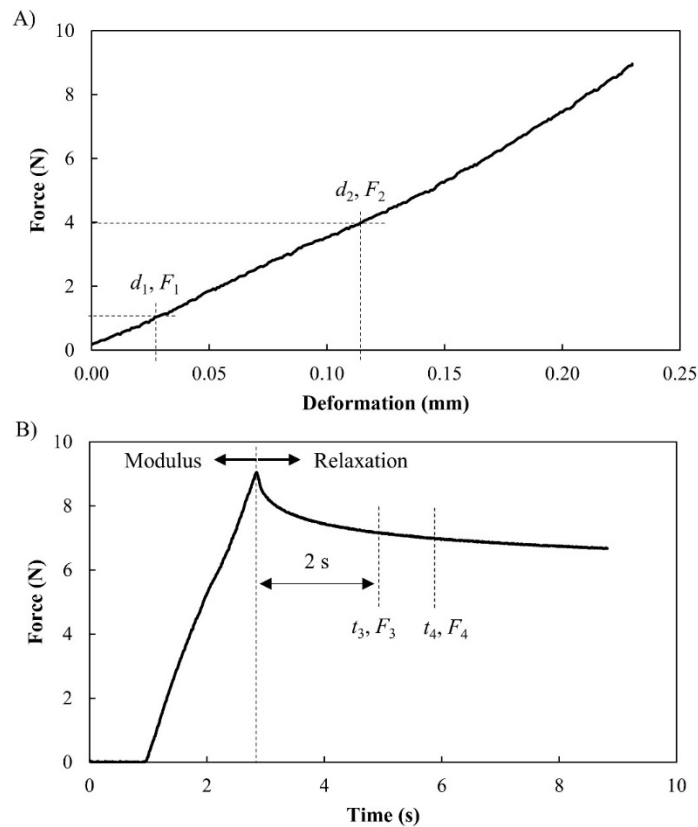 A)
10
8
6
4
2
0
Force (N)
d₂, F₂
d₁, F₁
0.00 0.05 0.10 0.15 0.20 0.25
Deformation (mm)
B)
10
8
6
4
2
0
Force (N)
Modulus Relaxation
2 s
t₃, F₃ t₄, F₄
0 2 4 6 8 10
Time (s)